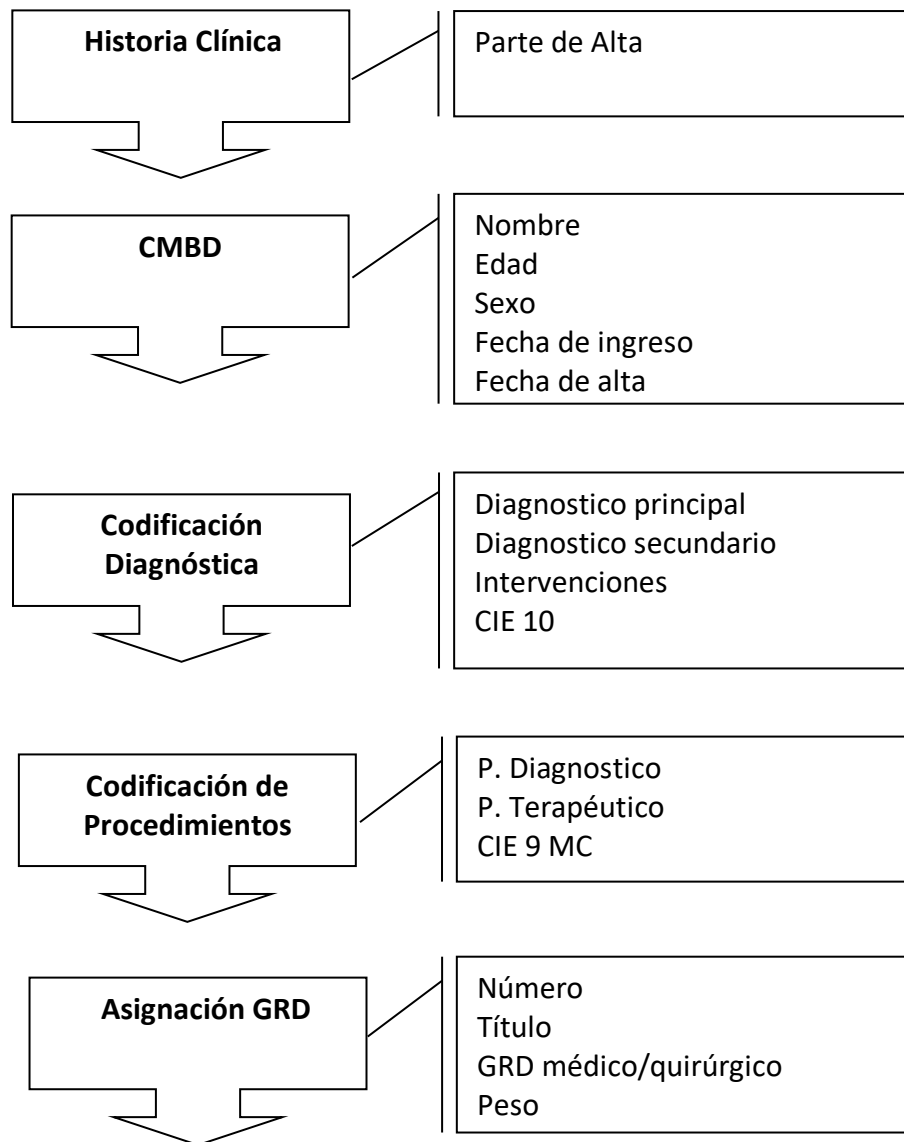 Historia Clínica
Parte de Alta
CMBD
Nombre
Edad
Sexo
Fecha de ingreso
Fecha de alta
Codificación
Diagnóstica
Diagnostico principal
Diagnostico secundario
Intervenciones
CIE 10
Codificación de
Procedimientos
P. Diagnostico
P. Terapéutico
CIE 9 MC
Asignación GRD
Número
Título
GRD médico/quirúrgico
Peso